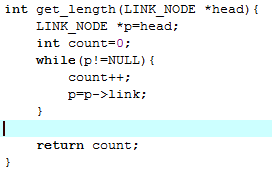 int get_length(LINK_NODE *head){
    LINK_NODE *p=head;
    int count=0;
    while(p!=NULL){
        count++;
        p=p->link;
    }
    return count;
}